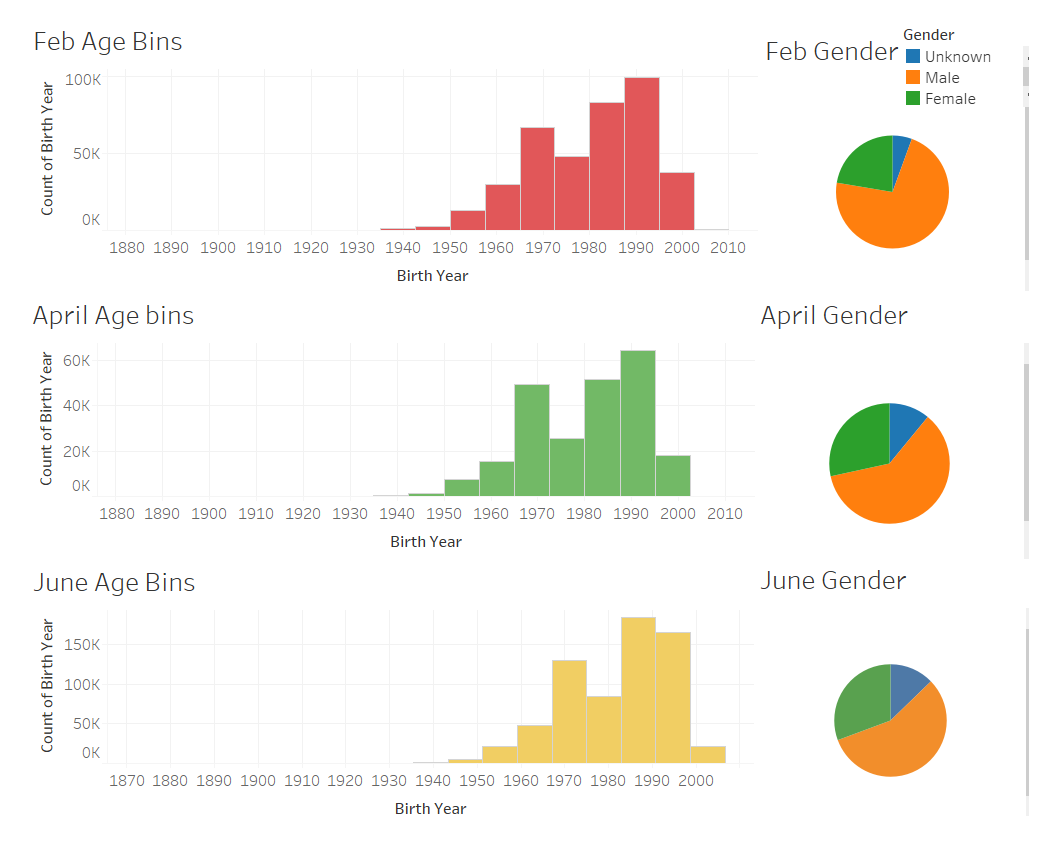 Feb Age Bins
Feb Gender
Gender
Unknown
Male
Female
Count of Birth Year
100K
50K
0K
1880 1890 1900 1910 1920 1930 1940 1950 1960 1970 1980 1990 2000 2010
Birth Year
April Age bins
April Gender
Count of Birth Year
60K
40K
20K
0K
1880 1890 1900 1910 1920 1930 1940 1950 1960 1970 1980 1990 2000 2010
Birth Year
June Age Bins
June Gender
Count of Birth Year
150K
100K
50K
0K
1870 1880 1890 1900 1910 1920 1930 1940 1950 1960 1970 1980 1990 2000
Birth Year